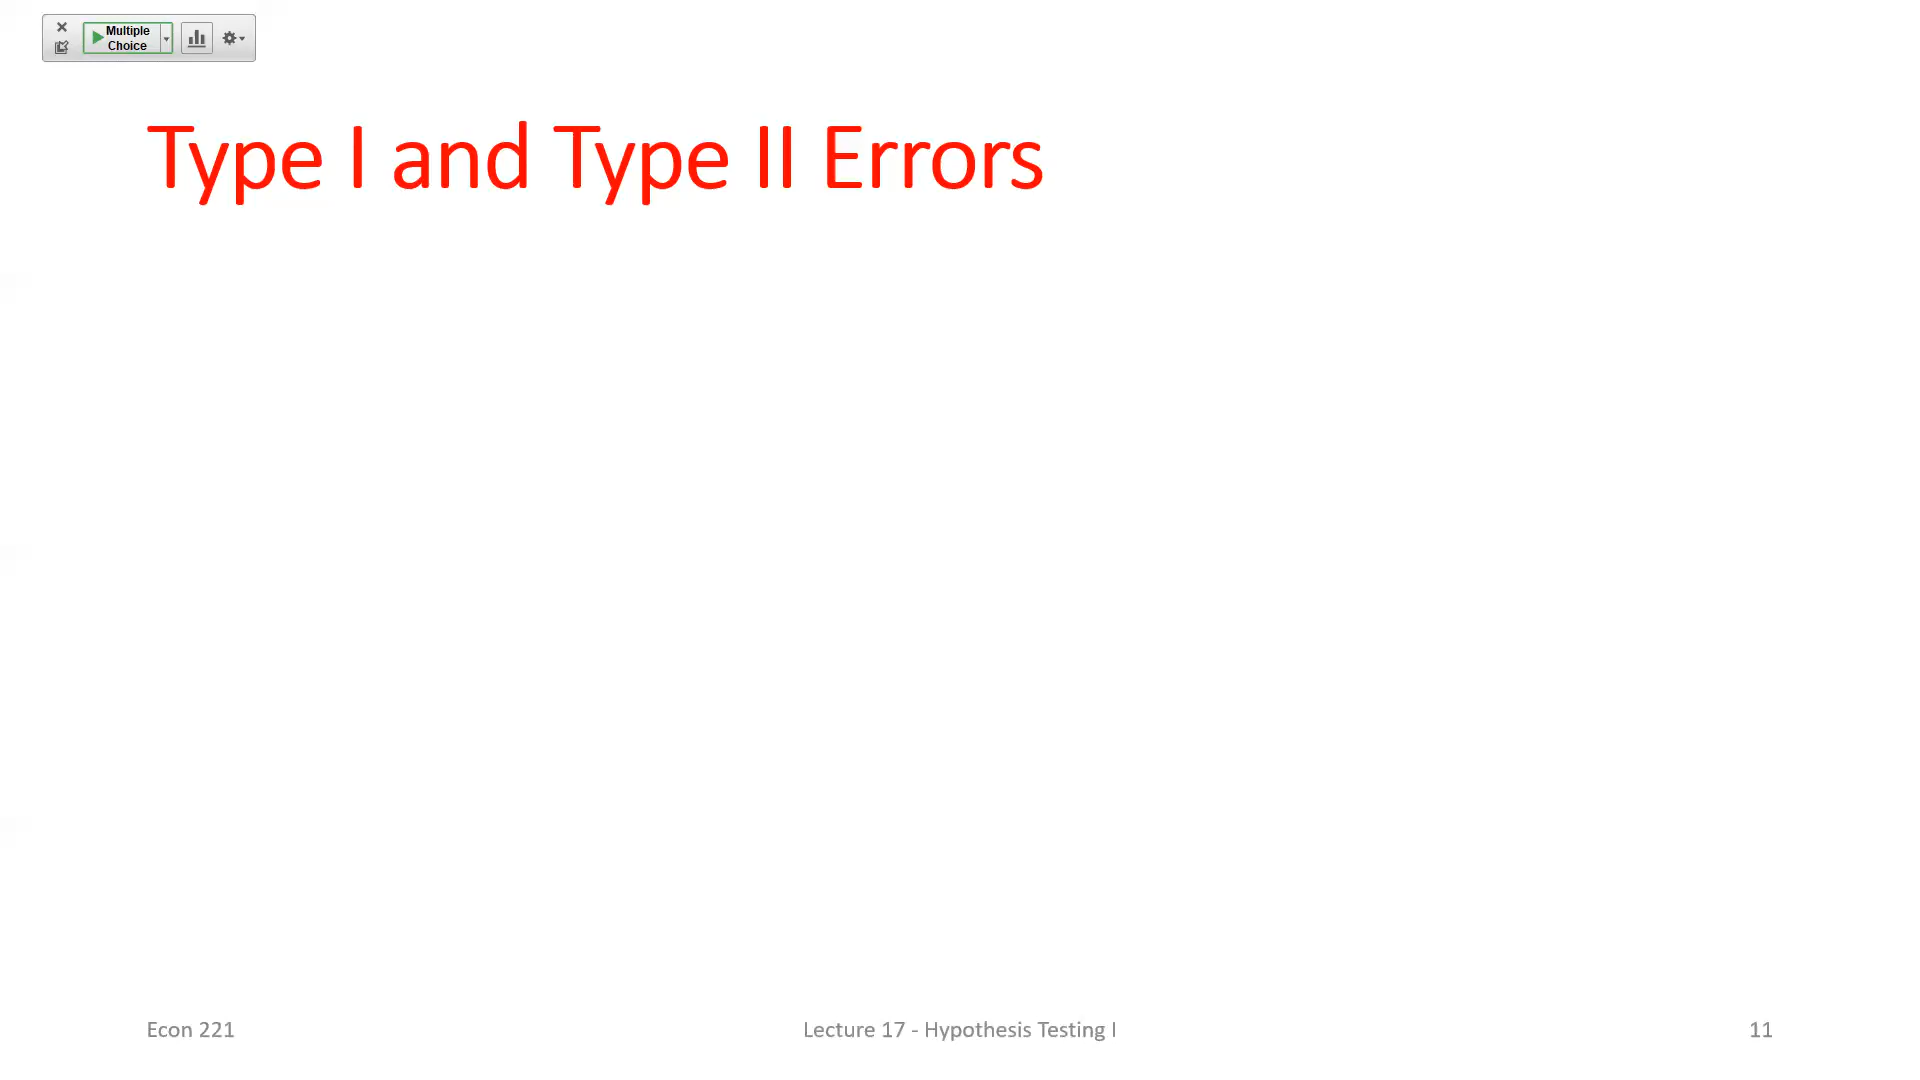 Multiple
Choice
Type I and Type II Errors
Econ 221
Lecture 17 - Hypothesis Testing I
11